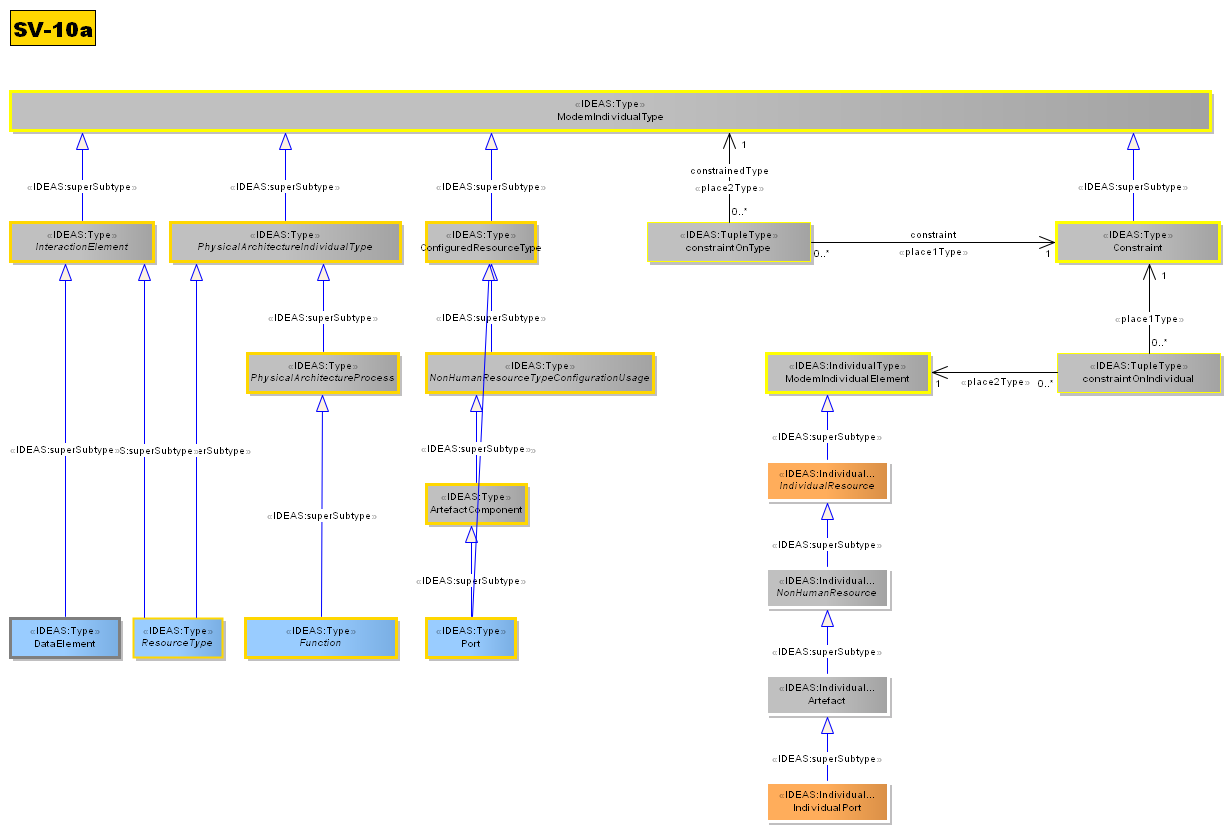 SV-10a
«IDEAS:Type»
ModemIndividualType
1
constrainedType
«place2Type»
0..*
«IDEAS:superSubtype»
«IDEAS:superSubtype»
«IDEAS:superSubtype»
«IDEAS:superSubtype»
«IDEAS:Type»
InteractionElement
«IDEAS:Type»
PhysicalArchitectureIndividualType
«IDEAS:Type»
ConfiguredResourceType
«IDEAS:TupleType»
constraintOnType
constraint
«place1Type»
0..*
1
«IDEAS:Type»
Constraint
1
«place1Type»
0..*
«IDEAS:superSubtype»
«IDEAS:superSubtype»
«IDEAS:Type»
PhysicalArchitectureProcess
«IDEAS:Type»
NonHumanResourceTypeConfigurationUsage
«IDEAS:IndividualType»
ModemIndividualElement
1
«place2Type»
0..*
«IDEAS:TupleType»
constraintOnIndividual
«IDEAS:superSubtype»
«IDEAS:superSubtype»
S:superSubtype»
erSubtype»
«IDEAS:superSubtype»
«IDEAS:Individual...
IndividualResource
«IDEAS:Type»
ArtefactComponent
«IDEAS:superSubtype»
«IDEAS:superSubtype»
«IDEAS:superSubtype»
«IDEAS:Individual...
NonHumanResource
«IDEAS:Type»
DataElement
«IDEAS:Type»
ResourceType
«IDEAS:Type»
Function
«IDEAS:Type»
Port
«IDEAS:superSubtype»
«IDEAS:Individual...
Artefact
«IDEAS:superSubtype»
«IDEAS:Individual...
IndividualPort